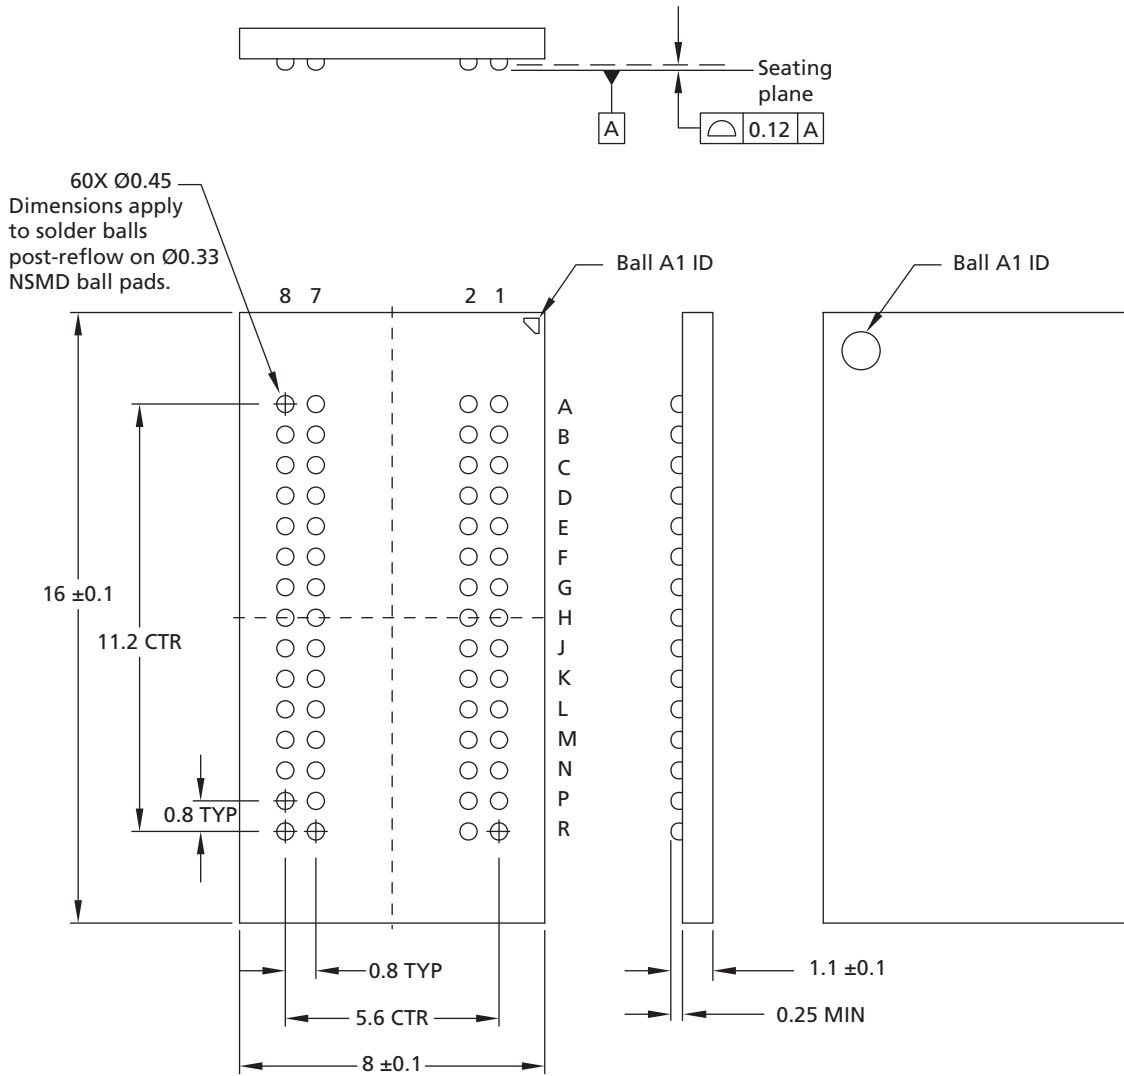 Seating
plane
A
0.12 A
60X Ø0.45
Dimensions apply
to solder balls
post-reflow on Ø0.33
NSMD ball pads.
Ball A1 ID
Ball A1 ID
8 7 2 1
A
B
C
D
E
F
G
16 ±0.1
H
11.2 CTR
J
K
L
M
N
P
0.8 TYP
R
0.8 TYP
1.1 ±0.1
5.6 CTR
0.25 MIN
8 ±0.1